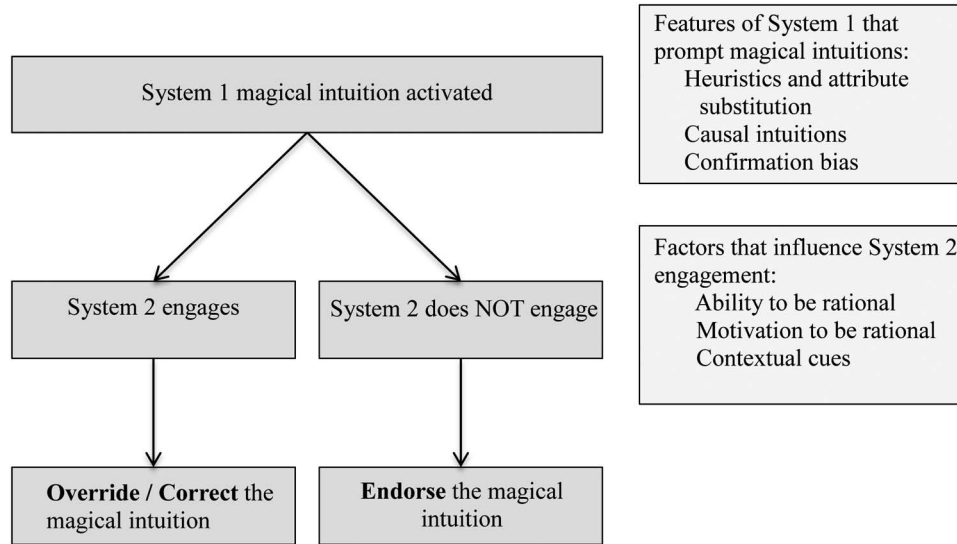 System 1 magical intuition activated
System 2 engages
System 2 does NOT engage
Override / Correct the
magical intuition
Endorse the magical
intuition
Features of System 1 that
prompt magical intuitions:
Heuristics and attribute
substitution
Causal intuitions
Confirmation bias
Factors that influence System 2
engagement:
Ability to be rational
Motivation to be rational
Contextual cues